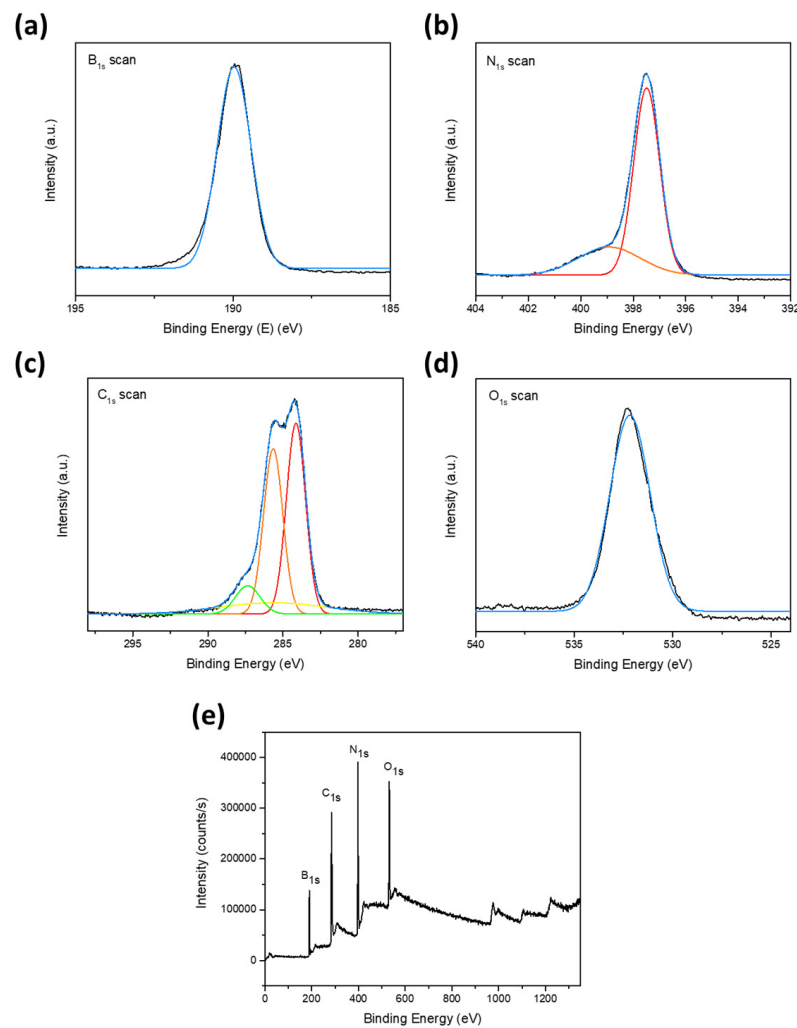 (a)
B1s scan
Intensity (a.u.)
195
190
185
Binding Energy (E) (eV)
(b)
N1s scan
Intensity (a.u.)
404
402
400
398
396
394
392
Binding Energy (eV)
(c)
C1s scan
Intensity (a.u.)
295
290
285
280
Binding Energy (eV)
(d)
O1s scan
Intensity (a.u.)
540
535
530
525
Binding Energy (eV)
(e)
400000
300000
200000
100000
0
Intensity (counts/s)
B1s
C1s
N1s
O1s
0
200
400
600
800
1000
1200
Binding Energy (eV)